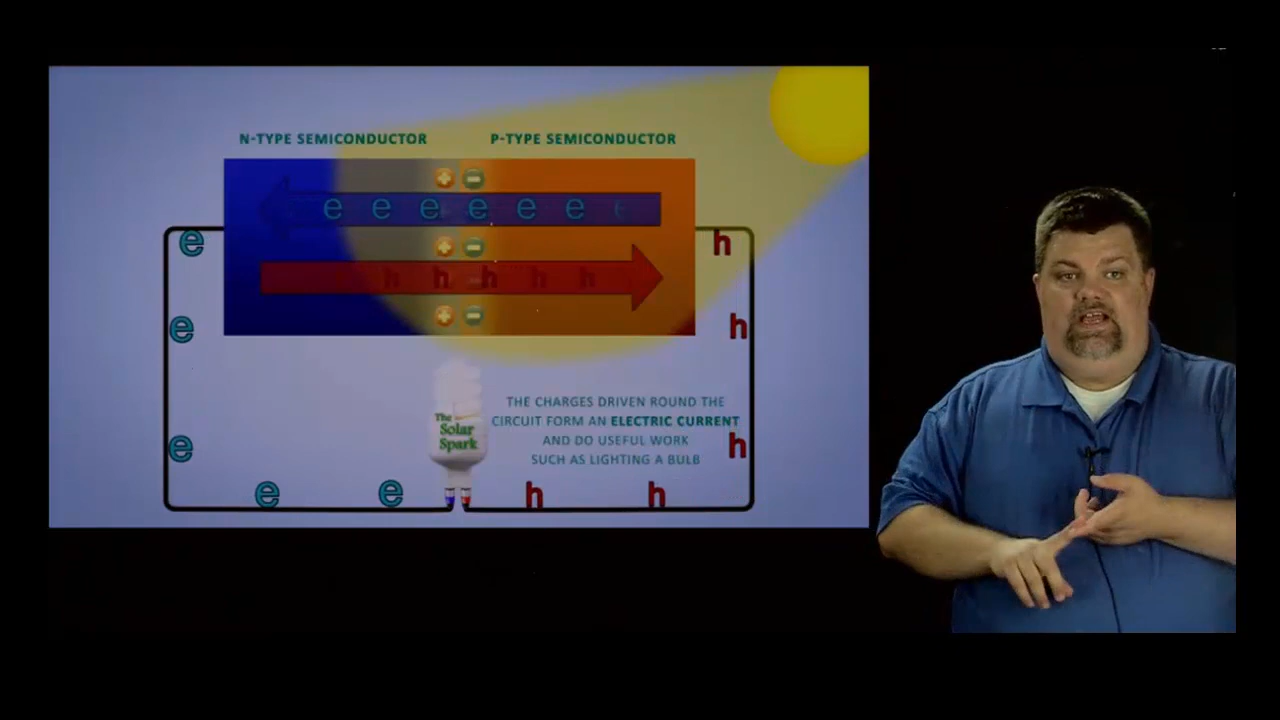 N-TYPE SEMICONDUCTOR
P-TYPE SEMICONDUCTOR
e e e e e e e
h h h h h
e
h
e
h
THE CHARGES DRIVEN ROUND THE
CIRCUIT FORM AN ELECTRIC CURRENT
AND DO USEFUL WORK
SUCH AS LIGHTING A BULB
The
Solar
Spark
e
h
e
e
h
h